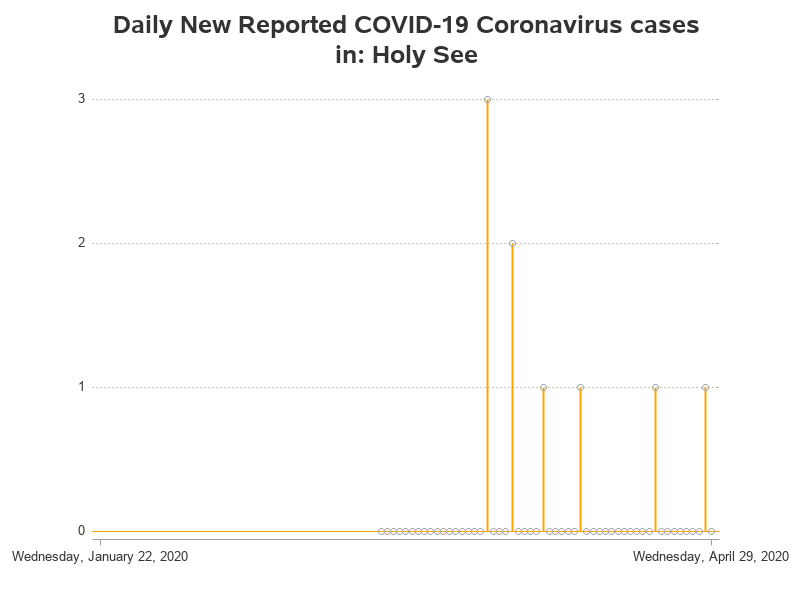 Daily New Reported COVID-19 Coronavirus cases
in: Holy See
3
2
1
0
Wednesday, January 22, 2020
Wednesday, April 29, 2020